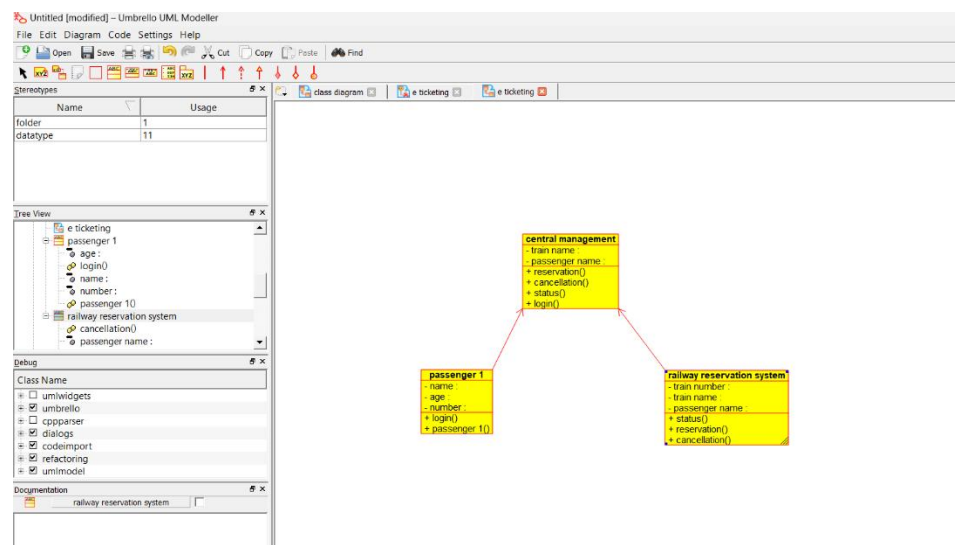 Untitled [modified] – Umbrello UML Modeller
File Edit Diagram Code Settings Help
Open Save Cut Copy Paste Find
Stereotypes
Name Usage
folder 1
datatype 11
Tree View
e ticketing
passenger 1
age :
login()
name :
number :
passenger 1()
railway reservation system
cancellation()
passenger name :
Debug
Class Name
umlwidgets
umbrello
cppparser
dialogs
codeimport
refactoring
umlmodel
Documentation
railway reservation system
class diagram e ticketing e ticketing
central management
- train name :
- passenger name :
+ reservation()
+ cancellation()
+ status()
+ login()
passenger 1
- name :
- age :
- number :
+ login()
+ passenger 1()
railway reservation system
- train number :
- train name :
- passenger name :
+ status()
+ reservation()
+ cancellation()